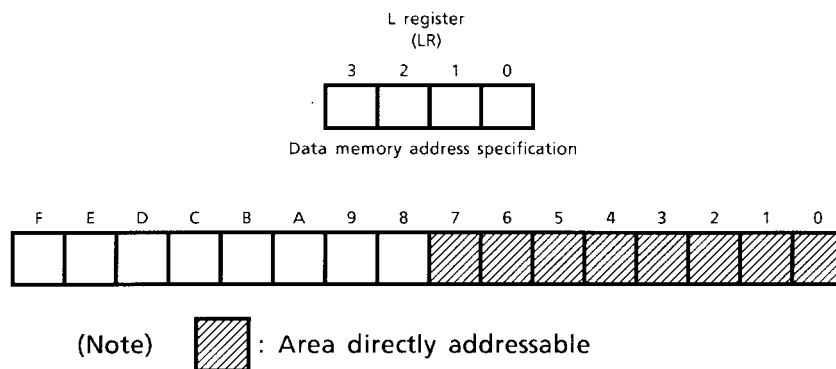 L register
(LR)
3 2 1 0
Data memory address specification
F E D C B A 9 8 7 6 5 4 3 2 1 0
(Note) : Area directly addressable